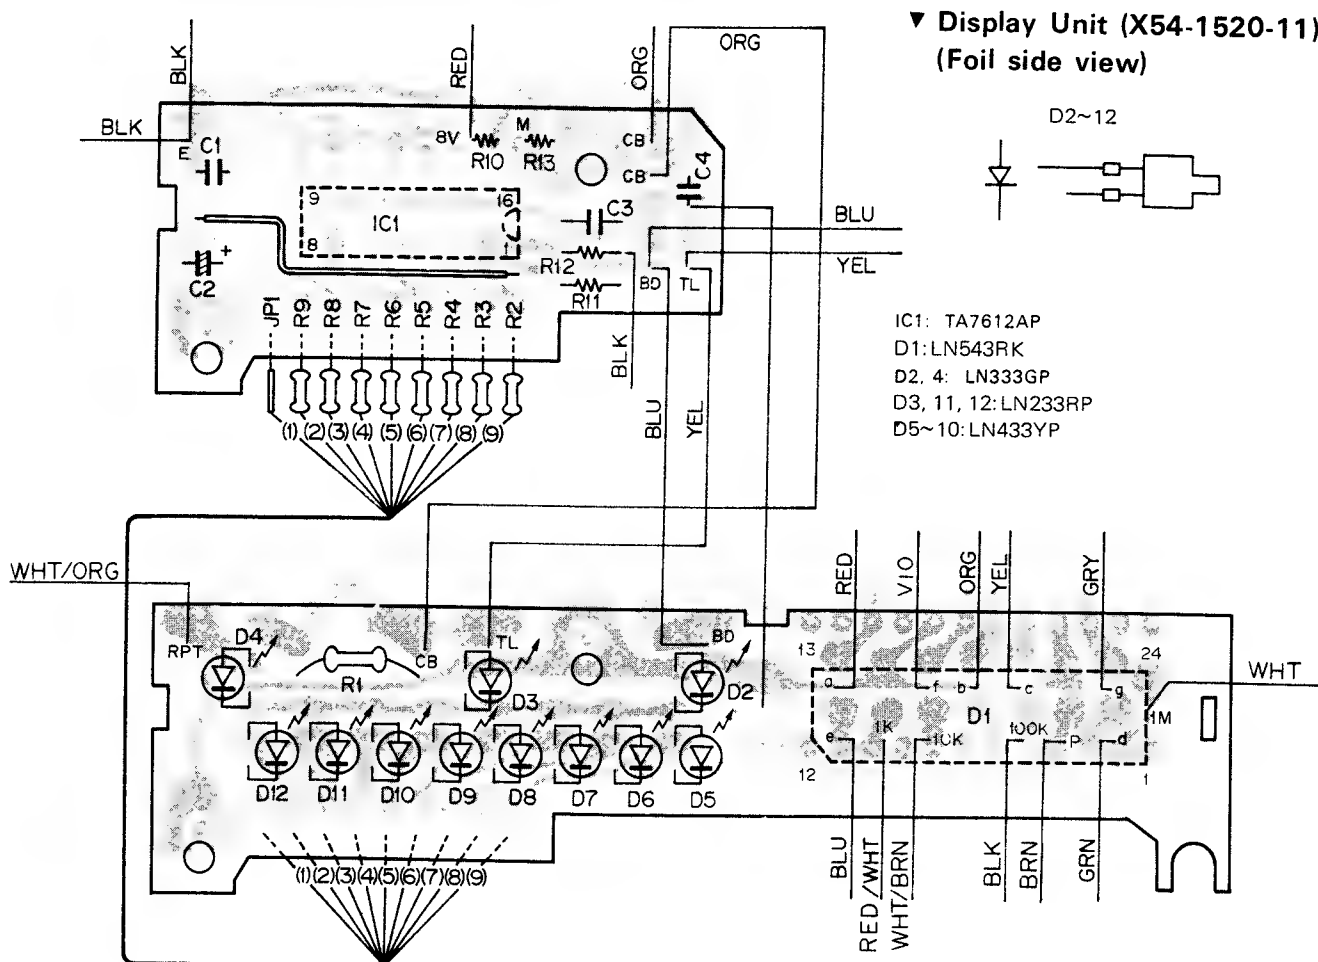 ▼ Display Unit (X54-1520-11)
(Foil side view)
D2~12
IC1: TA7612AP
D1:LN543RK
D2, 4: LN333GP
D3, 11, 12:LN233RP
D5~10:LN433YP
BLK
RED
ORG
ORG
BLK
E
C1
8V
R10
M
R13
CB
CB
C4
9
16
IC1
8
1
C3
BLU
YEL
C2
+
R12
R11
BD
TL
JP1
R9
R8
R7
R6
R5
R4
R3
R2
BLK
BLU
YEL
(1)(2)(3)(4)(5)(6)(7)(8)(9)
WHT/ORG
RED
VIO
ORG
YEL
GRY
RPT
D4
R1
CB
TL
D3
BD
D2
13
24
WHT
a
f
b
c
g
D1
1M
e
1K
10K
100K
P
d
12
1
D12
D11
D10
D9
D8
D7
D6
D5
(1)(2)(3)(4)(5)(6)(7)(8)(9)
BLU
RED/WHT
WHT/BRN
BLK
BRN
GRN